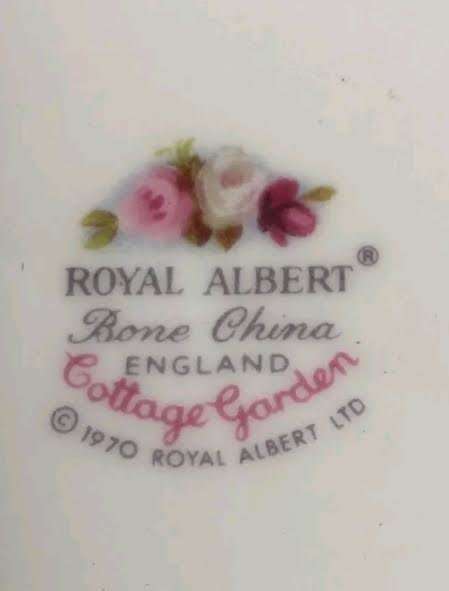 ROYAL ALBERT®
Bone China
ENGLAND
Cottage Garden
© 1970 ROYAL ALBERT LTD